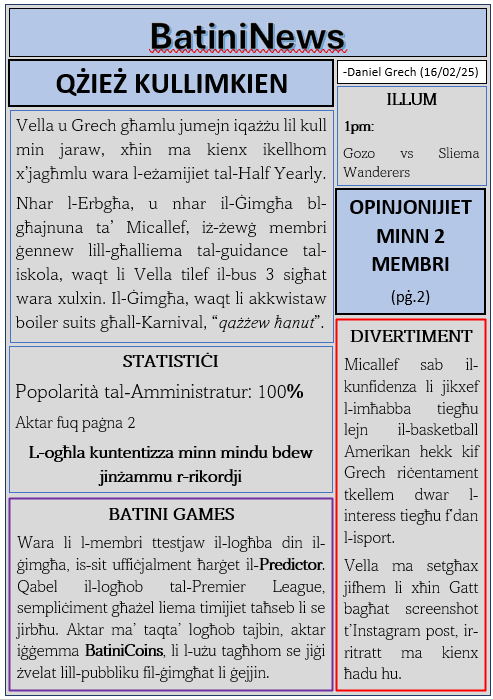 BatiniNews
QŻIEŻ KULLIMKIEN
Vella u Grech għamlu jumejn iqażżu lil kull
min jaraw, xħin ma kienx ikellhom
x’jagħmlu wara l-eżamijiet tal-Half Yearly.
Nhar l-Erbgħa, u nhar il-Ġimgħa bl-
għajnuna ta’ Micallef, iż-żewġ membri
ġennew lill-għalliema tal-guidance tal-
iskola, waqt li Vella tilef il-bus 3 sigħat
wara xulxin. Il-Ġimgħa, waqt li akkwistaw
boiler suits għall-Karnival, “qażżew ħanut”.
STATISTIĊI
Popolarità tal-Amministratur: 100%
Aktar fuq paġna 2
L-ogħla kuntentizza minn mindu bdew
jinżammu r-rikordji
BATINI GAMES
Wara li l-membri ttestjaw il-logħba din il-
ġimgħa, is-sit uffiċjalment ħarġet il-Predictor.
Qabel il-logħob tal-Premier League,
sempliċiment għażel liema timijiet taħseb li se
jirbħu. Aktar ma’ taqta’ logħob tajbin, aktar
iġġemma BatiniCoins, li l-użu tagħhom se jiġi
żvelat lill-pubbliku fil-ġimgħat li ġejjin.
-Daniel Grech (16/02/25)
ILLUM
1pm:
Gozo vs Sliema
Wanderers
OPINJONIJIET
MINN 2
MEMBRI
(pġ.2)
DIVERTIMENT
Micallef sab il-
kunfidenza li jikxef
l-imħabba tiegħu
lejn il-basketball
Amerikan hekk kif
Grech riċentament
tkellem dwar l-
interess tiegħu f’dan
l-isport.
Vella ma setgħax
jifhem li xħin Gatt
bagħat screenshot
t’Instagram post, ir-
ritratt ma kienx
ħadu hu.